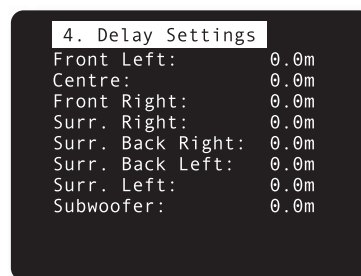 4. Delay Settings
Front Left: 0.0m
Centre: 0.0m
Front Right: 0.0m
Surr. Right: 0.0m
Surr. Back Right: 0.0m
Surr. Back Left: 0.0m
Surr. Left: 0.0m
Subwoofer: 0.0m